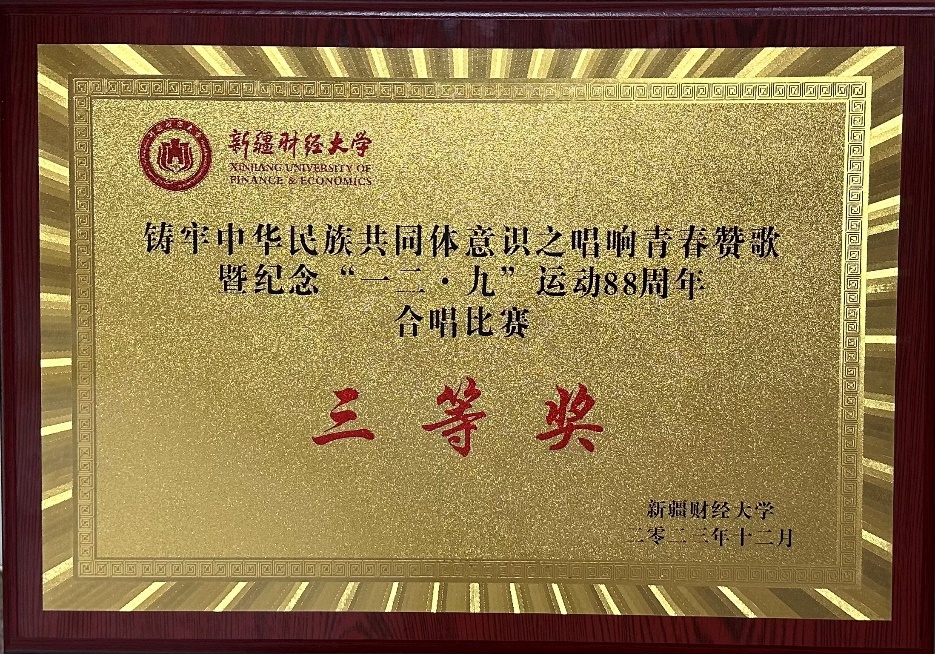 新疆财经大学
XINJIANG UNIVERSITY OF
FINANCE & ECONOMICS
铸牢中华民族共同体意识之唱响青春赞歌
暨纪念“一二·九”运动88周年
合唱比赛
三等奖
新疆财经大学
二零二三年十二月